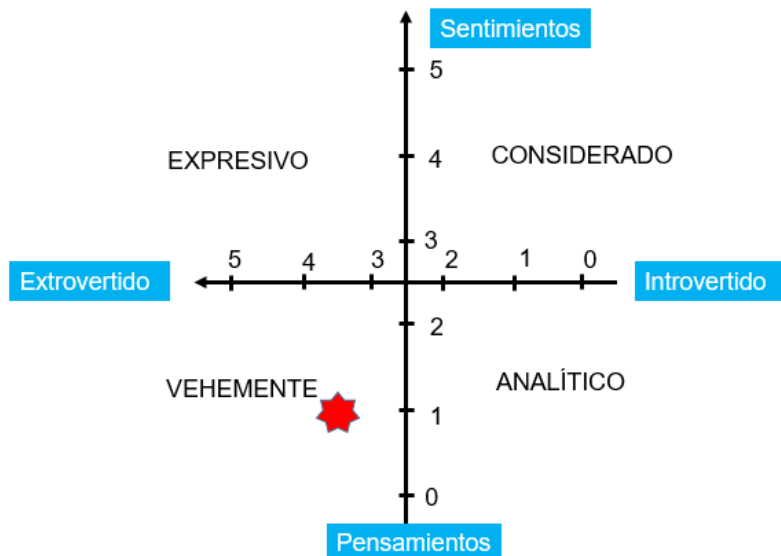 Sentimientos
5
EXPRESIVO
4
CONSIDERADO
3
Extrovertido
5 4 3 2 1 0
Introvertido
2
VEHEMENTE
ANALÍTICO
1
0
Pensamientos